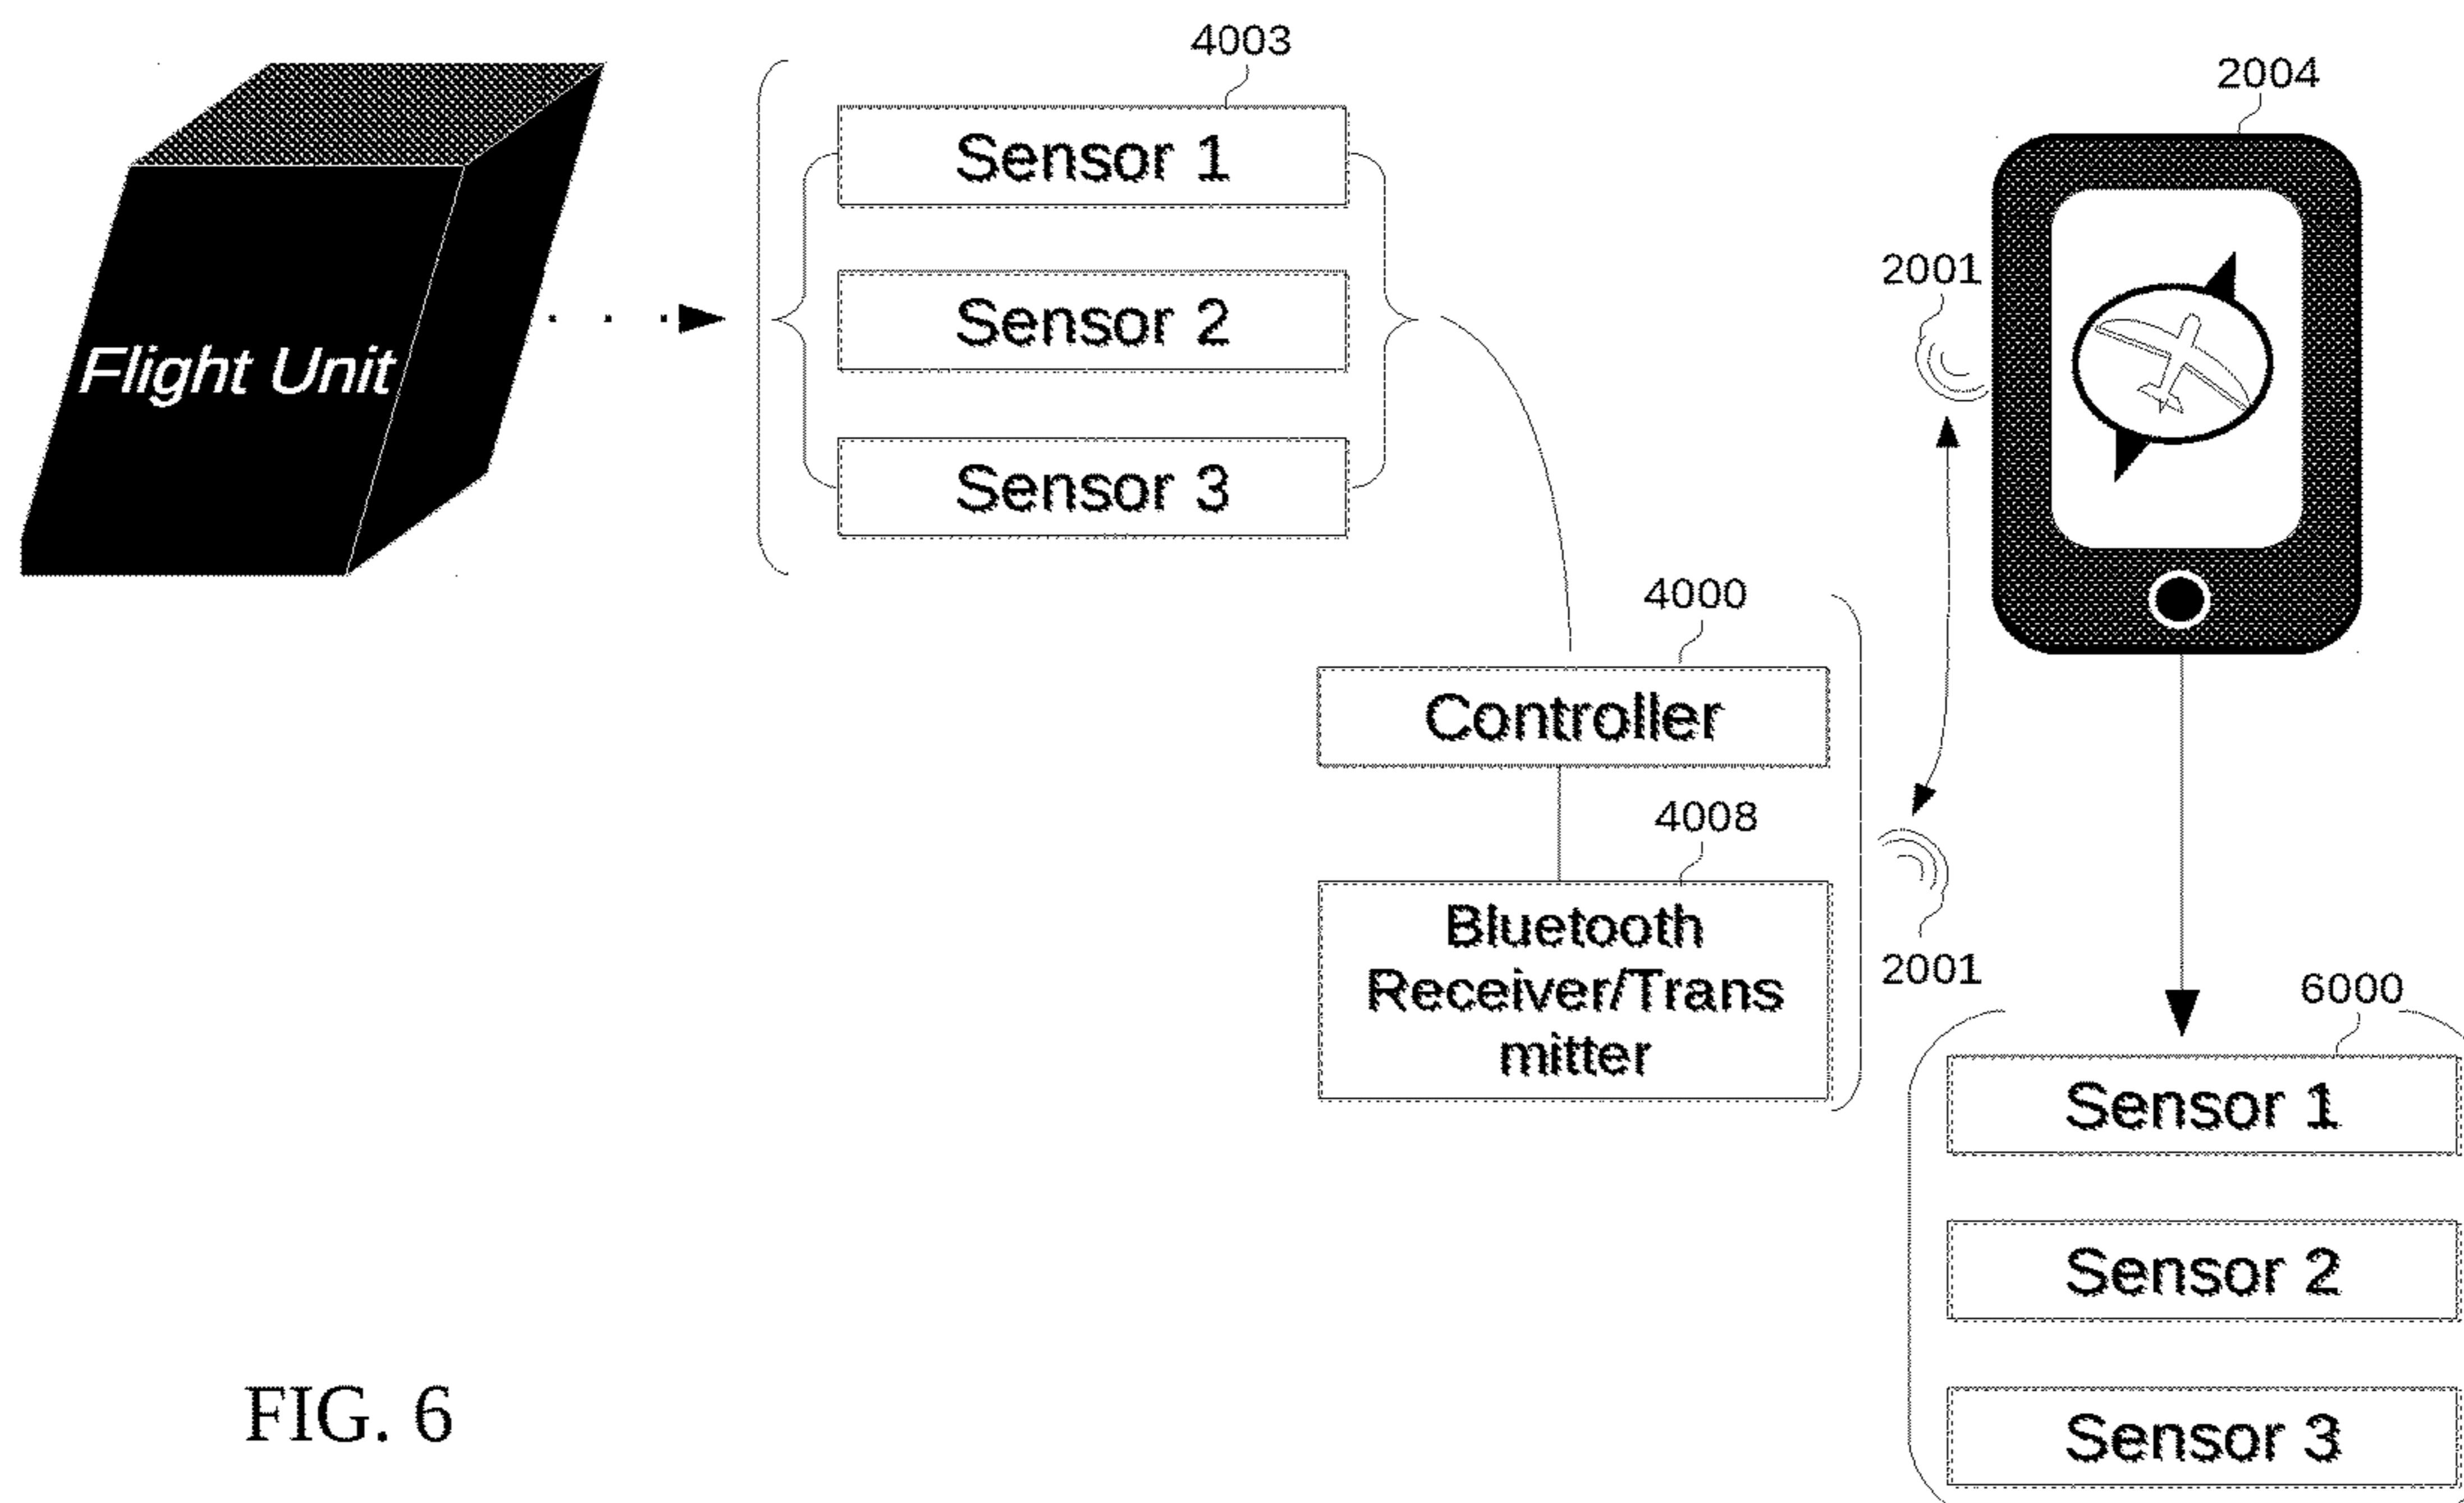 4003
2004
Sensor 1
2001
Sensor 2
Flight Unit
Sensor 3
4000
Controller
4008
Bluetooth
Receiver/Trans
mitter
2001
6000
Sensor 1
Sensor 2
Sensor 3
FIG. 6